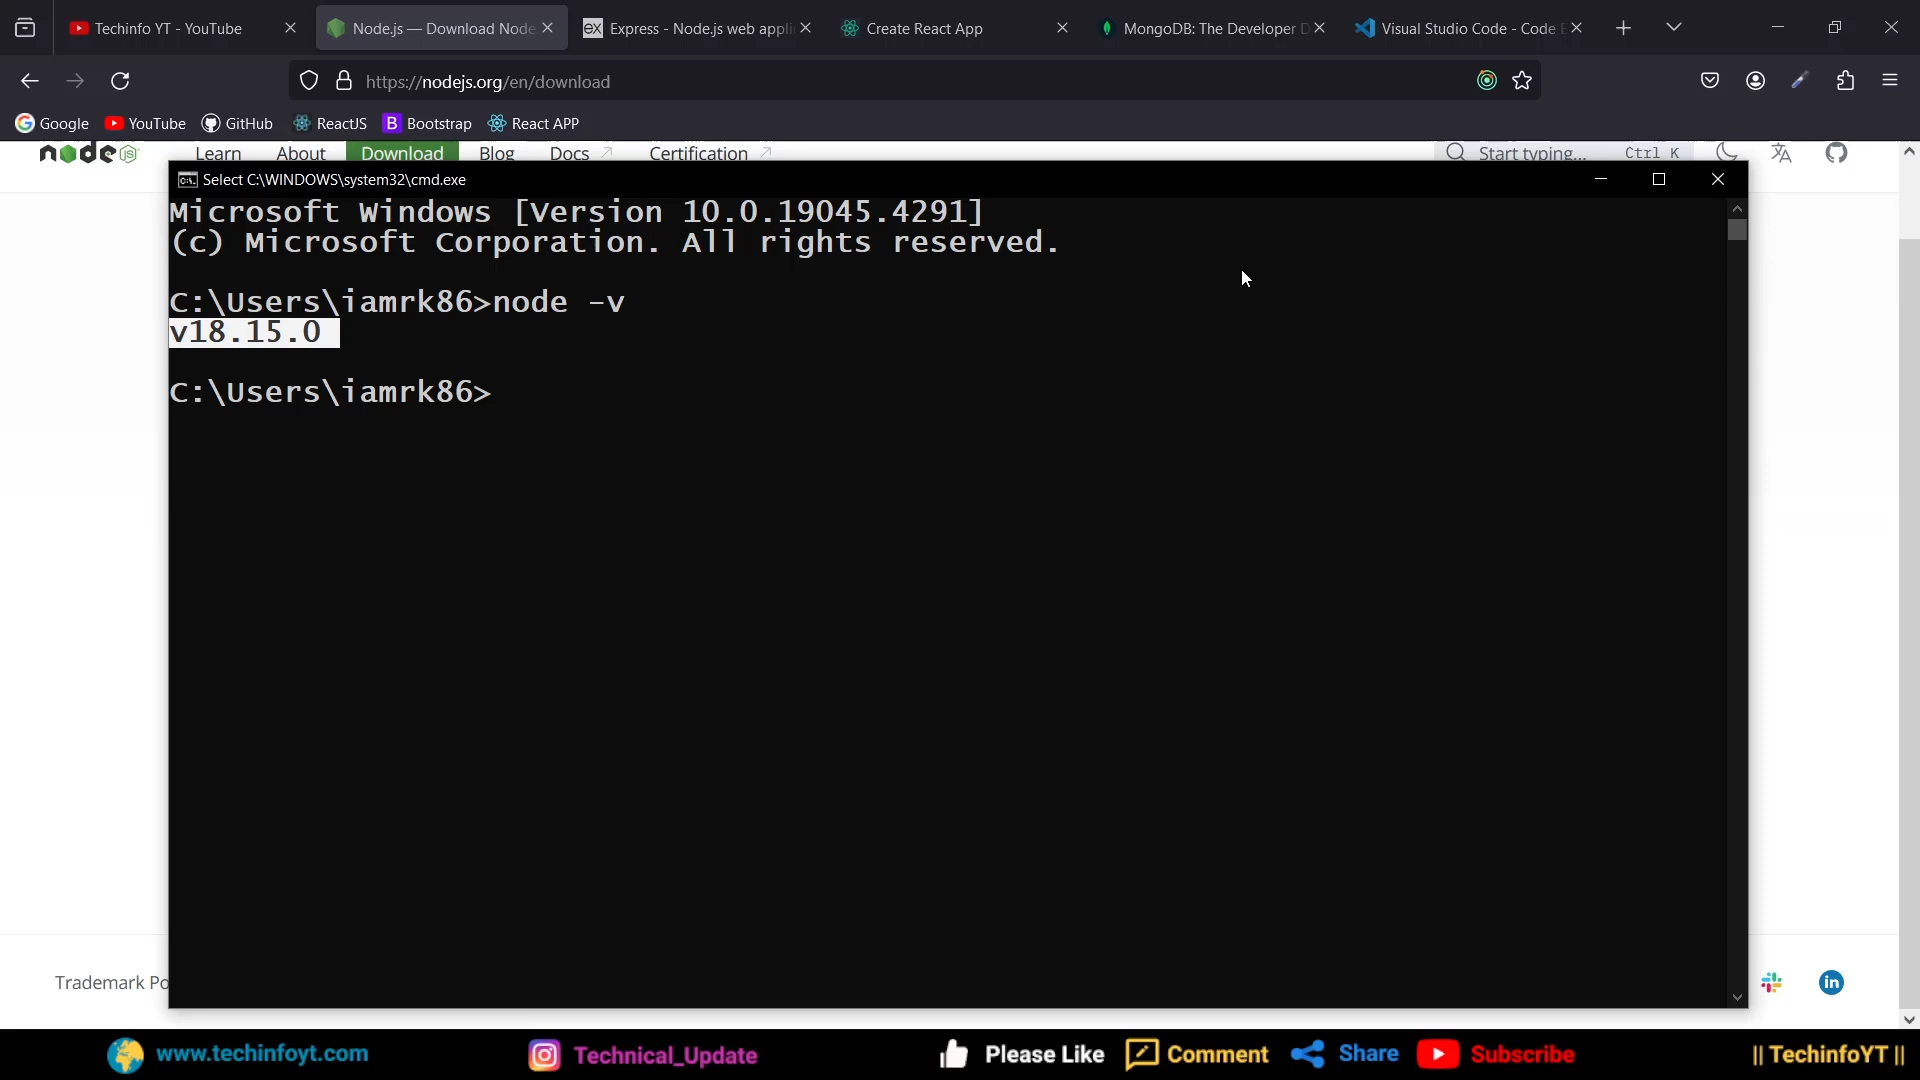 Techinfo YT - YouTube
Node.js — Download Node
Express - Node.js web appli
Create React App
MongoDB: The Developer D
Visual Studio Code - Code E
https://nodejs.org/en/download
Google
YouTube
GitHub
ReactJS
Bootstrap
React APP
node
Learn
About
Download
Blog
Docs
Certification
Start typing...
Ctrl K
Select C:\WINDOWS\system32\cmd.exe
Microsoft Windows [Version 10.0.19045.4291]
(c) Microsoft Corporation. All rights reserved.
C:\Users\iamrk86>node -v
v18.15.0
C:\Users\iamrk86>
Trademark Po
www.techinfoyt.com
Technical_Update
Please Like
Comment
Share
Subscribe
|| TechinfoYT ||